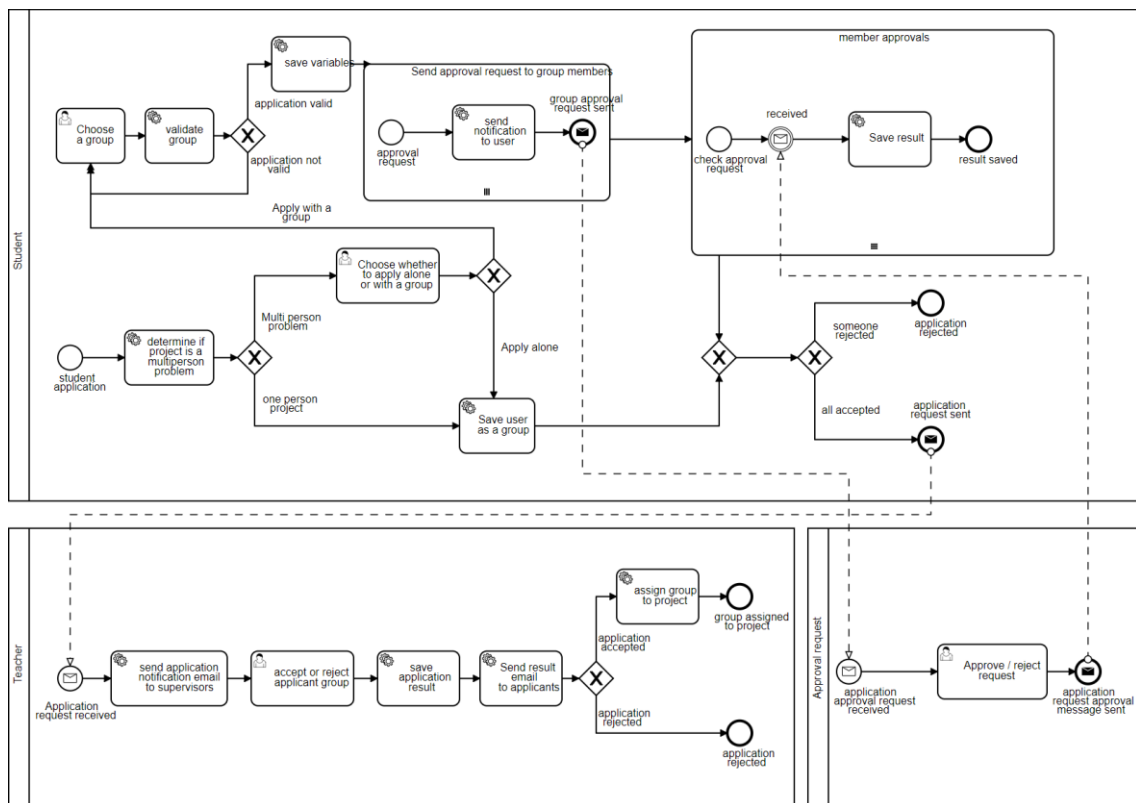 Student
member approvals
save variables
Send approval request to group members
application valid
group approval
request sent
Choose
a group
validate
group
send
notification
to user
received
Save result
approval
request
check approval
request
result saved
application not
valid
Apply with a
group
Choose whether
to apply alone
or with a group
Multi person
problem
someone
rejected
application
rejected
determine if
project is a
multiperson
problem
Apply alone
student
application
one person
project
Save user
as a group
all accepted
application
request sent
Teacher
assign group
to project
group assigned
to project
application
accepted
send application
notification email
to supervisors
accept or reject
applicant group
save
application
result
Send result
email
to applicants
Application
request received
application
rejected
application
rejected
Approval request
Approve / reject
request
application
approval request
received
application
request approval
message sent